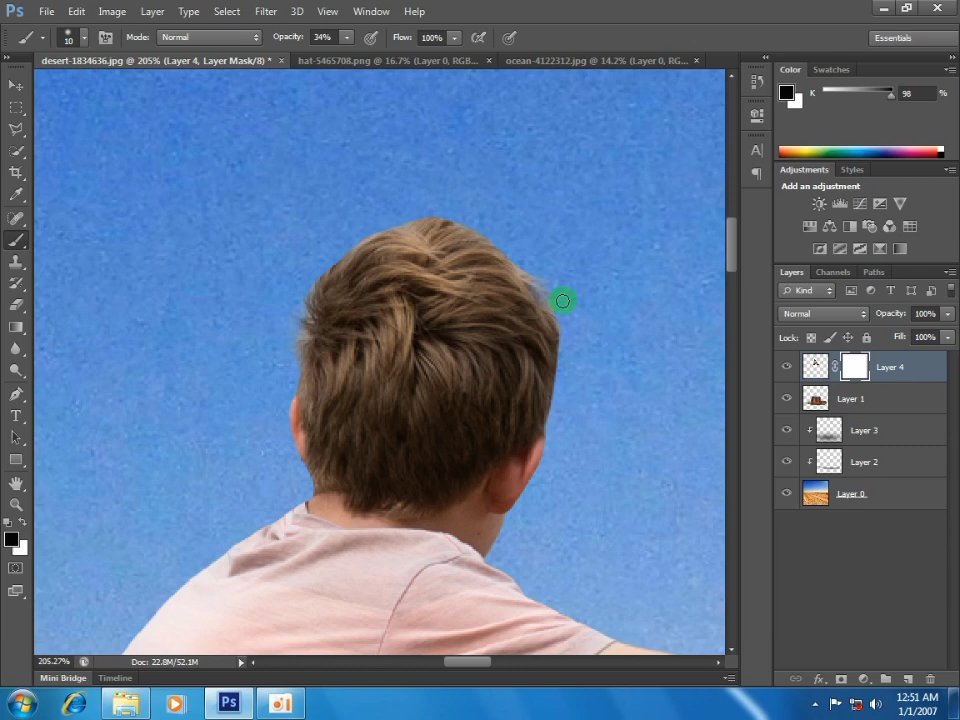 Ps File Edit Image Layer Type Select Filter 3D View Window Help
10 Mode: Normal Opacity: 34% Flow: 100% Essentials
desert-1834636.jpg @ 205% (Layer 4, Layer Mask/8) * × hat-5465708.png @ 16.7% (Layer 0, RGB... × ocean-4122312.jpg @ 14.2% (Layer 0, RG... ×
Color Swatches
K 98 %
Adjustments Styles
Add an adjustment
Layers Channels Paths
Kind
Normal Opacity: 100%
Lock: Fill: 100%
Layer 4
Layer 1
Layer 3
Layer 2
Layer 0
205.27% Doc: 22.8M/52.1M
Mini Bridge Timeline
12:51 AM
1/1/2007